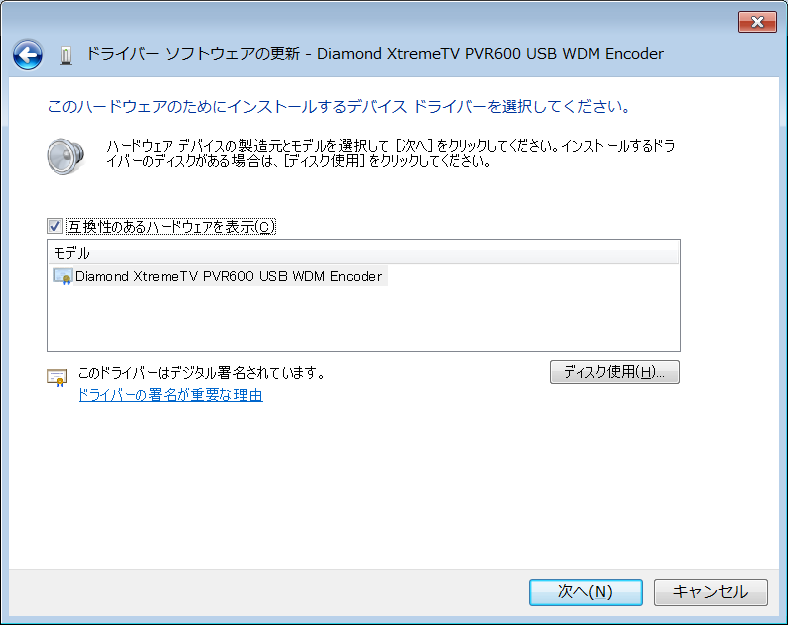 ドライバー ソフトウェアの更新 - Diamond XtremeTV PVR600 USB WDM Encoder
このハードウェアのためにインストールするデバイス ドライバーを選択してください。
ハードウェア デバイスの製造元とモデルを選択して [次へ] をクリックしてください。インストールするドラ
イバーのディスクがある場合は、[ディスク使用] をクリックしてください。
互換性のあるハードウェアを表示(C)
モデル
Diamond XtremeTV PVR600 USB WDM Encoder
このドライバーはデジタル署名されています。
ディスク使用(H)...
ドライバーの署名が重要な理由
次へ(N)
キャンセル